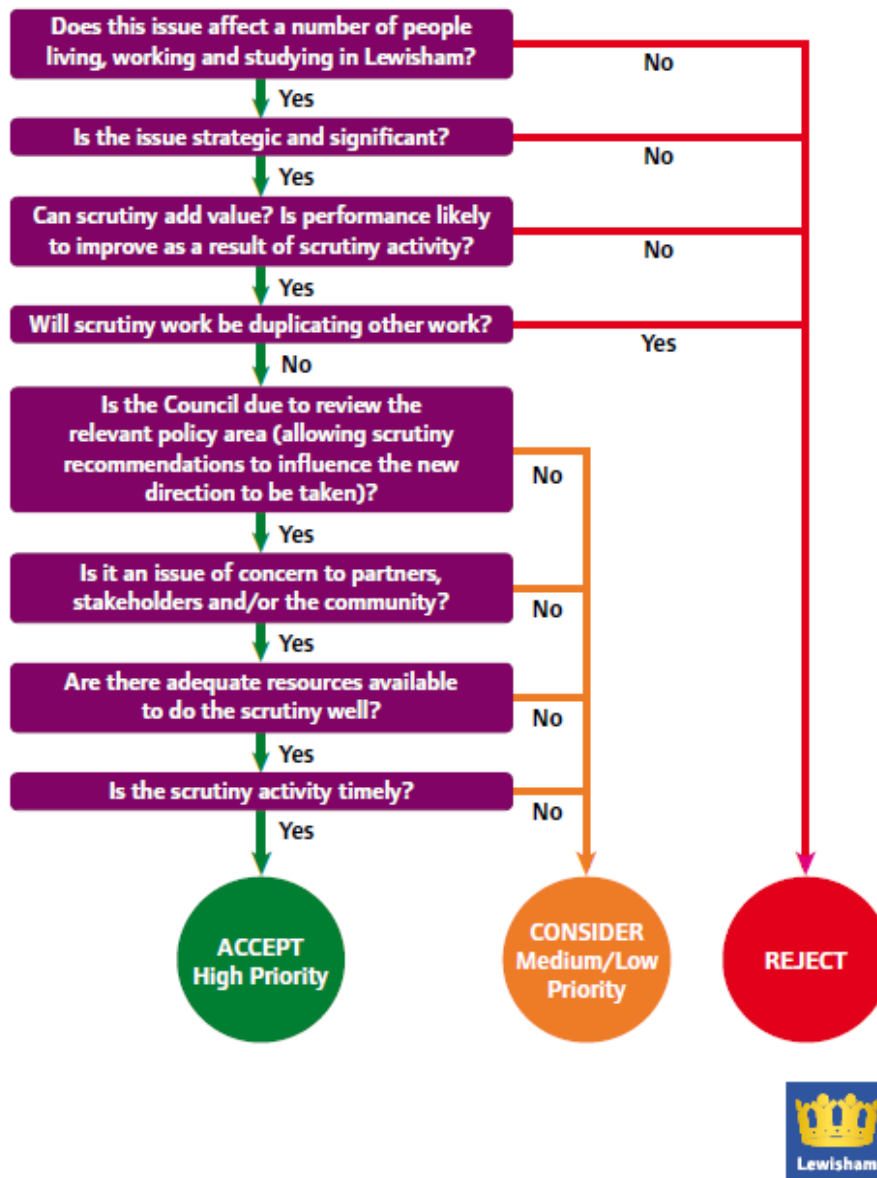 Does this issue affect a number of people
living, working and studying in Lewisham?
No
Yes
Is the issue strategic and significant?
No
Yes
Can scrutiny add value? Is performance likely
to improve as a result of scrutiny activity?
No
Yes
Will scrutiny work be duplicating other work?
Yes
No
Is the Council due to review the
relevant policy area (allowing scrutiny
recommendations to influence the new
direction to be taken)?
No
Yes
Is it an issue of concern to partners,
stakeholders and/or the community?
No
Yes
Are there adequate resources available
to do the scrutiny well?
No
Yes
Is the scrutiny activity timely?
No
Yes
ACCEPT
High Priority
CONSIDER
Medium/Low
Priority
REJECT
Lewisham